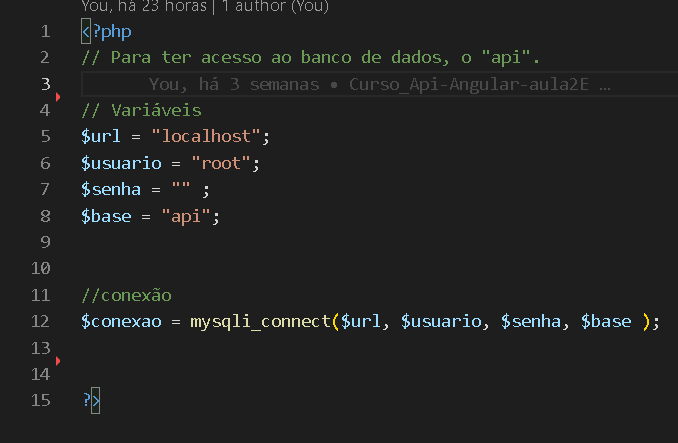 You, há 23 horas | 1 author (You)
1 <?php
2 // Para ter acesso ao banco de dados, o "api".
3 You, há 3 semanas • Curso_Api-Angular-aula2E …
4 // Variáveis
5 $url = "localhost";
6 $usuario = "root";
7 $senha = "" ;
8 $base = "api";
9
10
11 //conexão
12 $conexao = mysqli_connect($url, $usuario, $senha, $base );
13
14
15 ?>